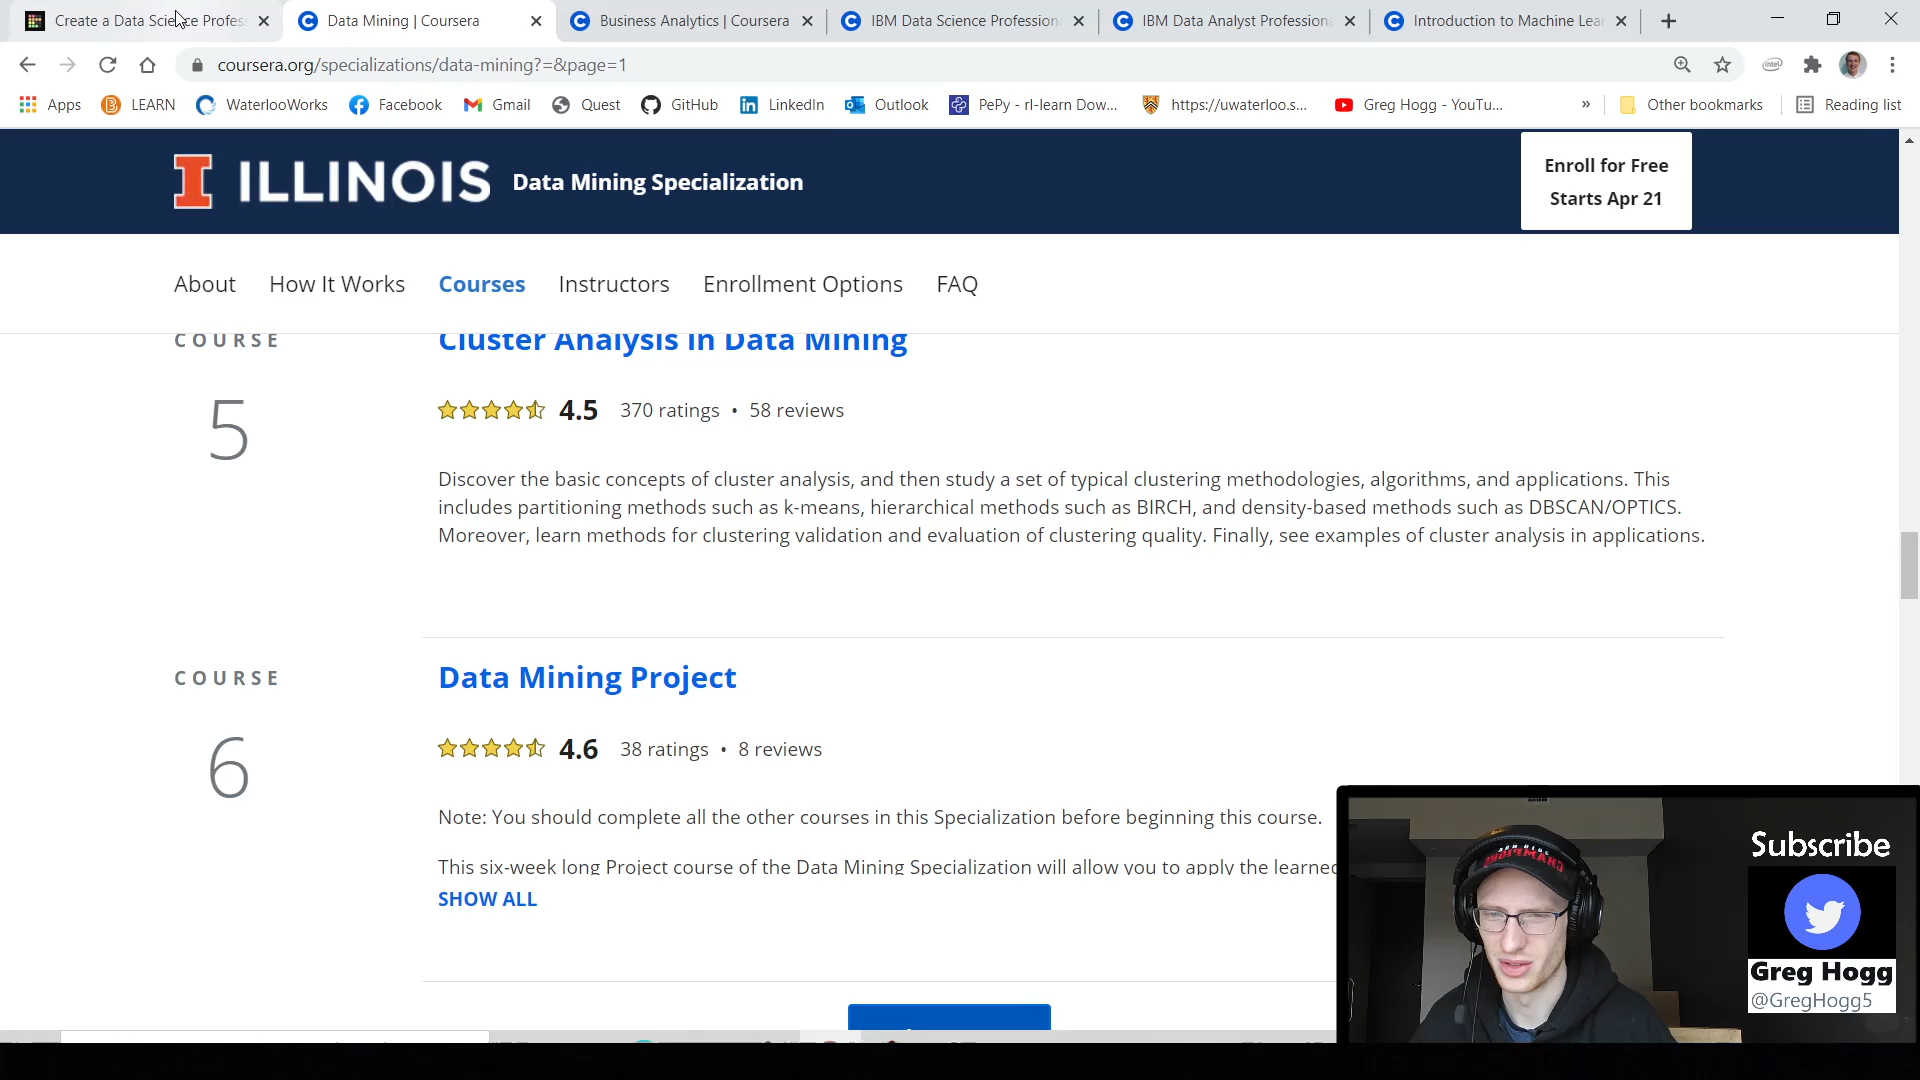 Create a Data Science Profes
Data Mining | Coursera
Business Analytics | Coursera
IBM Data Science Profession
IBM Data Analyst Professiona
Introduction to Machine Lea
coursera.org/specializations/data-mining?=&page=1
Apps
LEARN
WaterlooWorks
Facebook
Gmail
Quest
GitHub
LinkedIn
Outlook
PePy - rl-learn Dow...
https://uwaterloo.s...
Greg Hogg - YouTu...
»
Other bookmarks
Reading list
I ILLINOIS
Data Mining Specialization
Enroll for Free
Starts Apr 21
About
How It Works
Courses
Instructors
Enrollment Options
FAQ
COURSE
5
Cluster Analysis in Data Mining
4.5 370 ratings • 58 reviews
Discover the basic concepts of cluster analysis, and then study a set of typical clustering methodologies, algorithms, and applications. This
includes partitioning methods such as k-means, hierarchical methods such as BIRCH, and density-based methods such as DBSCAN/OPTICS.
Moreover, learn methods for clustering validation and evaluation of clustering quality. Finally, see examples of cluster analysis in applications.
COURSE
6
Data Mining Project
4.6 38 ratings • 8 reviews
Note: You should complete all the other courses in this Specialization before beginning this course.
This six-week long Project course of the Data Mining Specialization will allow you to apply the learned
SHOW ALL
CHAMPIONS
Subscribe
Greg Hogg
@GregHogg5